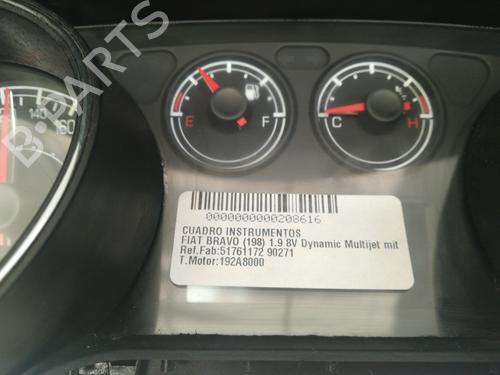 140
160
E
F
C
H
0000000000208616
CUADRO INSTRUMENTOS
FIAT BRAVO (198) 1.9 8V Dynamic Multijet mit
Ref.Fab:51761172 90271
T.Motor:192A8000
B-Parts